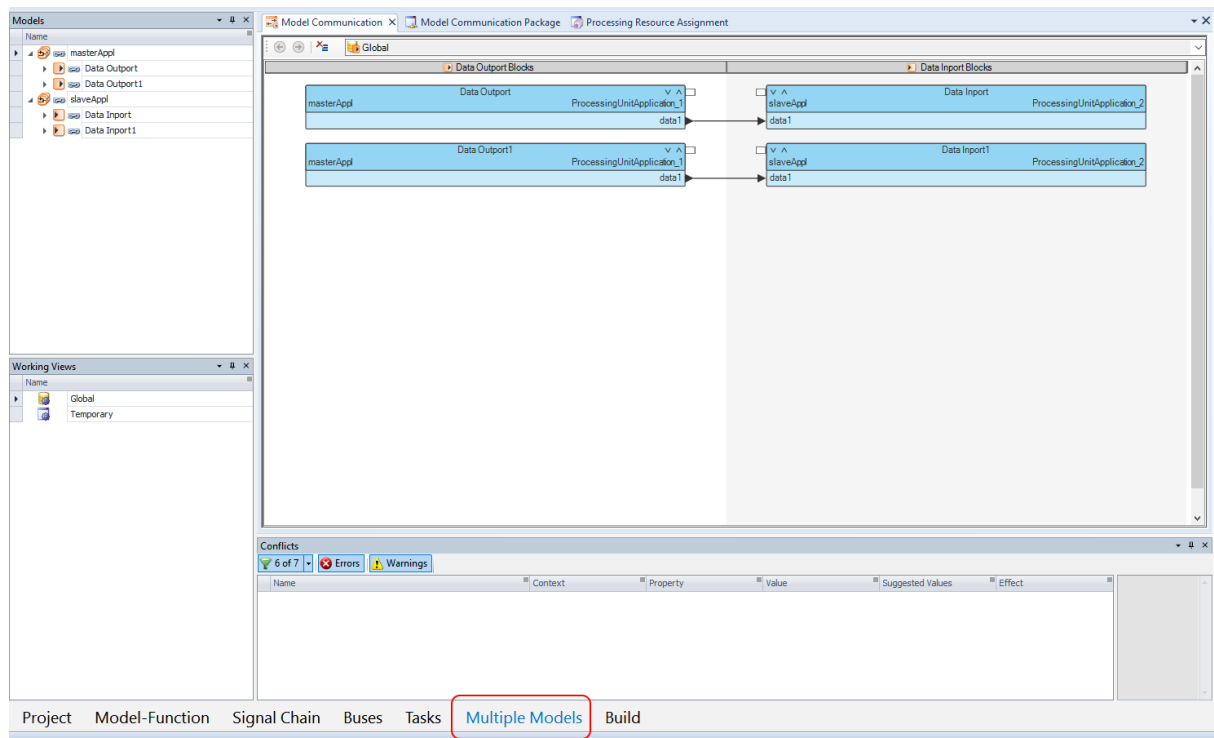 Models
Name
masterAppl
Data Outport
Data Outport1
slaveAppl
Data Inport
Data Inport1
Working Views
Name
Global
Temporary
Model Communication X Model Communication Package Processing Resource Assignment
Global
Data Outport Blocks Data Inport Blocks
Data Outport
masterAppl ProcessingUnitApplication_1
data1
Data Inport
slaveAppl ProcessingUnitApplication_2
data1
Data Outport1
masterAppl ProcessingUnitApplication_1
data1
Data Inport1
slaveAppl ProcessingUnitApplication_2
data1
Conflicts
6 of 7 Errors Warnings
Name Context Property Value Suggested Values Effect
Project Model-Function Signal Chain Buses Tasks Multiple Models Build